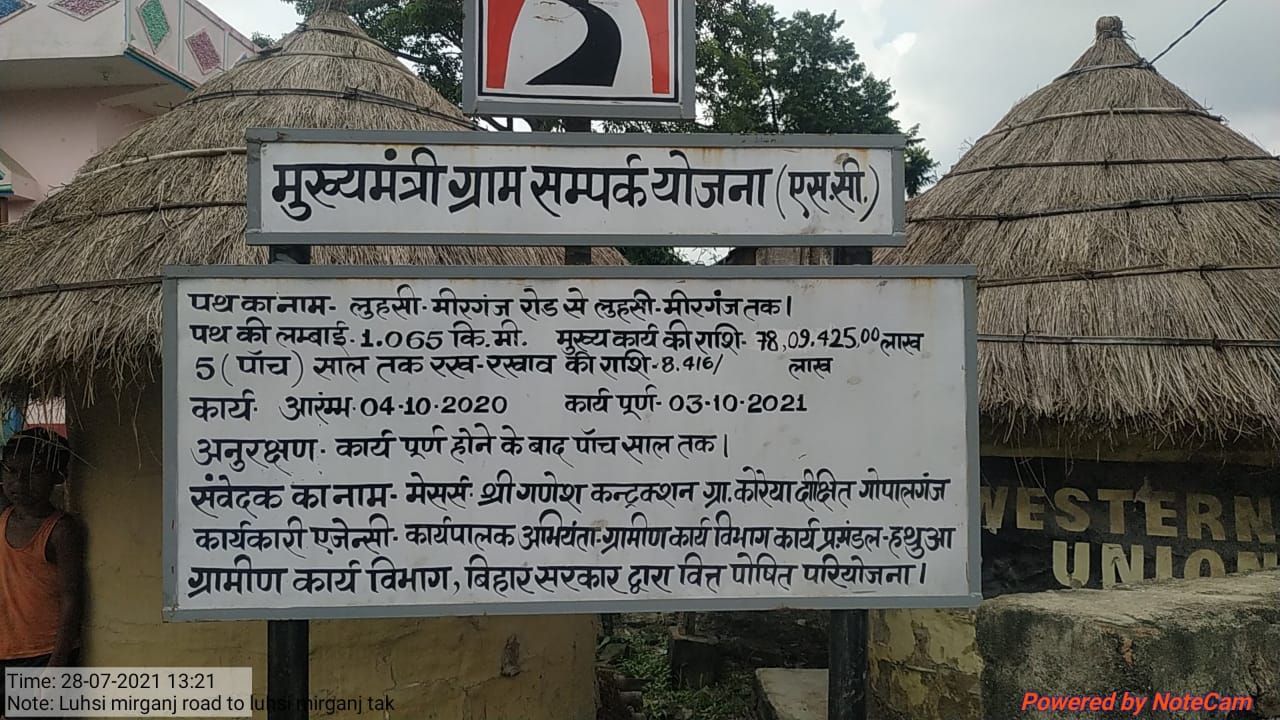 मुख्यमंत्री ग्राम सम्पर्क योजना (एस.सी.)
पथ का नाम- लुहसी-मीरगंज रोड से लुहसी-मीरगंज तक।
पथ की लम्बाई-1.065 कि.मी. मुख्य कार्य की राशि- 78,09.425,00 लाख
5 (पॉच) साल तक रख-रखाव की राशि-8.416/ लाख
कार्य- आरंम्भ-04-10-2020 कार्य पूर्ण- 03-10-2021
अनुरक्षण- कार्य पूर्ण होने के बाद पॉच साल तक।
संवेदक का नाम- मेसर्स श्री गणेश कन्ट्रक्शन ग्रा.कोरेया दीक्षित गोपालगंज
कार्यकारी एजेन्सी- कार्यपालक अभियंता-ग्रामीण कार्य विभाग कार्य प्रमंडल-हथुआ
ग्रामीण कार्य विभाग, बिहार सरकार द्वारा वित्त पोषित परियोजना।
WESTERN
UNION
Time: 28-07-2021 13:21
Note: Luhsi mirganj road to luhsi mirganj tak
Powered by NoteCam